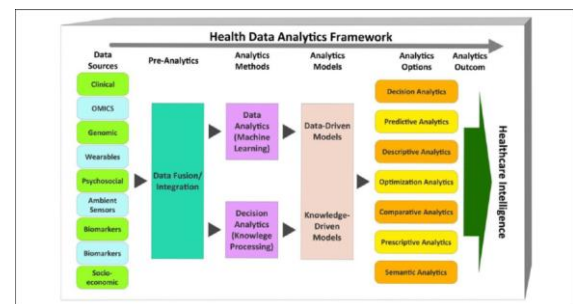 Health Data Analytics Framework
Data
Sources
Pre-Analytics
Analytics
Methods
Analytics
Models
Analytics
Options
Analytics
Outcom
Clinical
OMICS
Genomic
Wearables
Psychosocial
Ambient
Sensors
Biomarkers
Biomarkers
Socio-
economic
Data Fusion/
Integration
Data
Analytics
(Machine
Learning)
Decision
Analytics
(Knowlege
Processing)
Data-Driven
Models
Knowledge-
Driven
Models
Decision Analytics
Predictive Analytics
Descriptive Analytics
Optimization Analytics
Comparative Analytics
Prescriptive Analytics
Semantic Analytics
Healthcare Intelligence